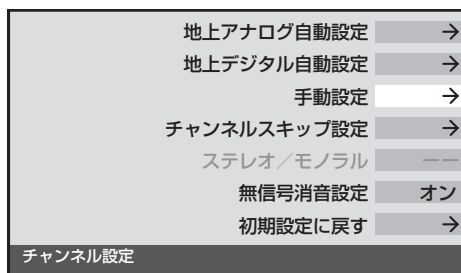 地上アナログ自動設定 →
地上デジタル自動設定 →
手動設定 →
チャンネルスキップ設定 →
ステレオ／モノラル −−
無信号消音設定 オン
初期設定に戻す →
チャンネル設定